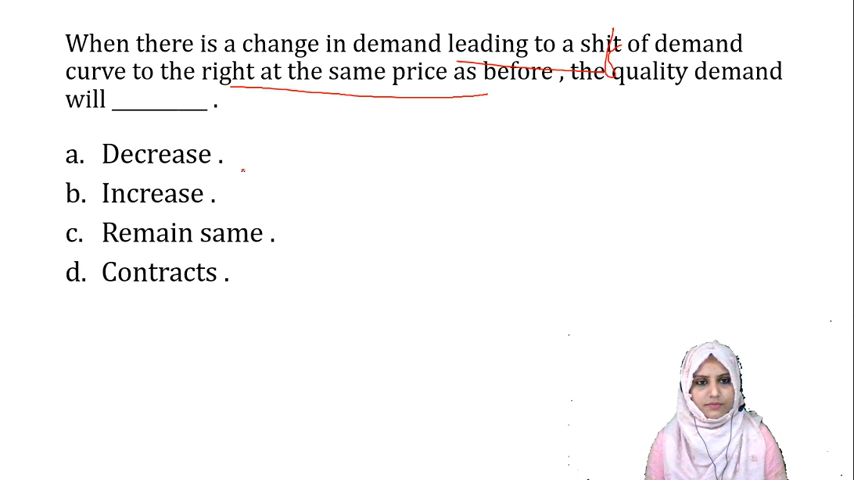 When there is a change in demand leading to a shit of demand
curve to the right at the same price as before , the quality demand
will __________ .
a. Decrease .
b. Increase .
c. Remain same .
d. Contracts .